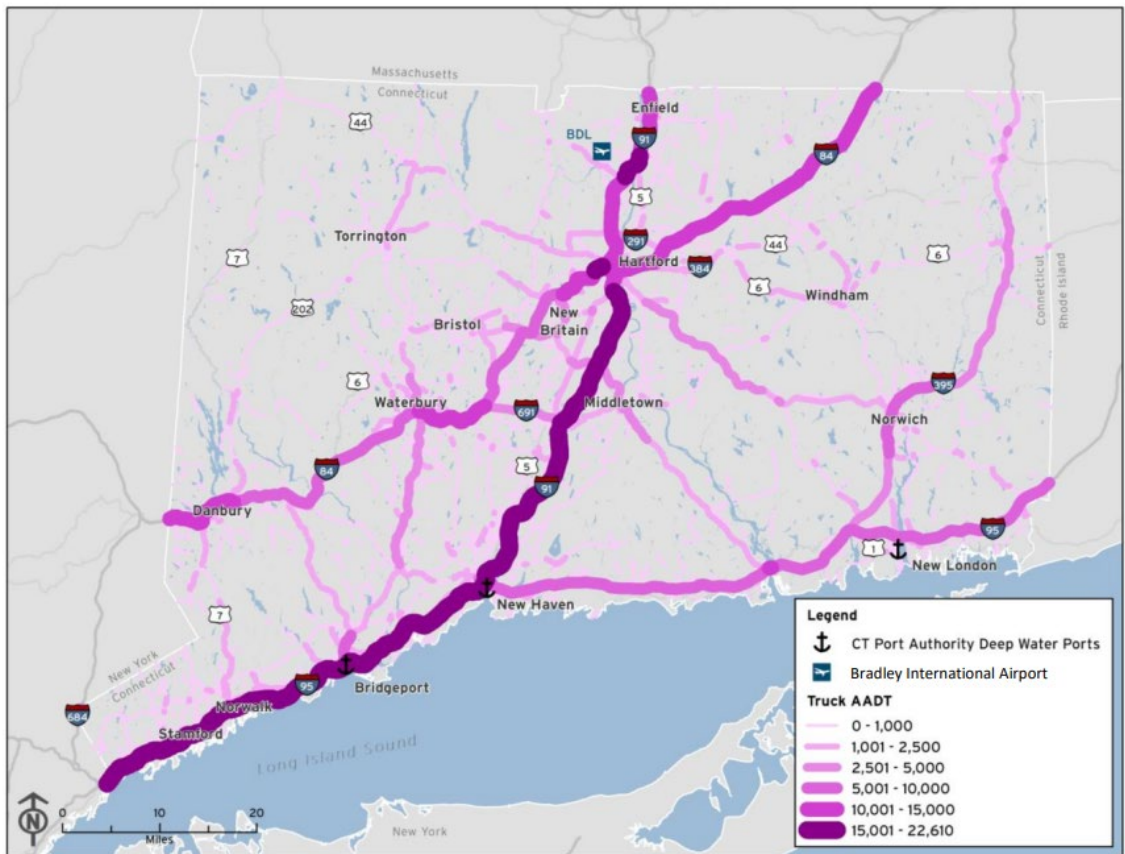 Massachusetts
Connecticut
Enfield
44
BDL
91
84
5
Torrington
291
44
7
Hartford
384
6
6
Connecticut
Rhode Island
202
Windham
Bristol
New
Britain
6
395
Waterbury
691
Middletown
Norwich
84
5
91
Danbury
95
1
New London
New Haven
7
New York
Connecticut
95
Bridgeport
684
Norwalk
Stamford
Long Island Sound
N
0 10 20
Miles
New York
Legend
CT Port Authority Deep Water Ports
Bradley International Airport
Truck AADT
0 - 1,000
1,001 - 2,500
2,501 - 5,000
5,001 - 10,000
10,001 - 15,000
15,001 - 22,610